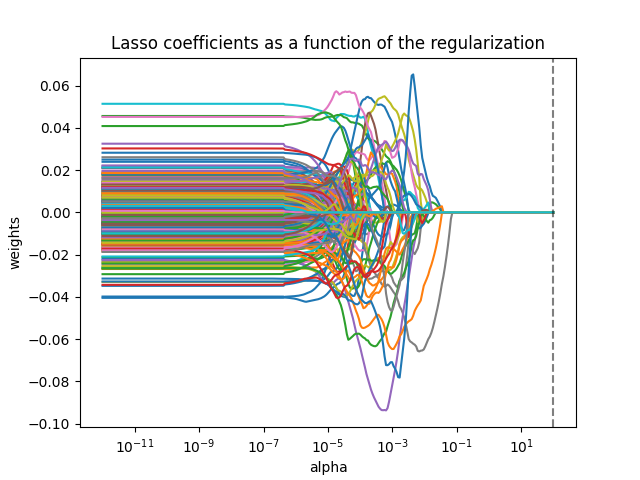 Lasso coefficients as a function of the regularization
0.06
0.04
0.02
0.00
−0.02
−0.04
−0.06
−0.08
−0.10
weights
10⁻¹¹ 10⁻⁹ 10⁻⁷ 10⁻⁵ 10⁻³ 10⁻¹ 10¹
alpha